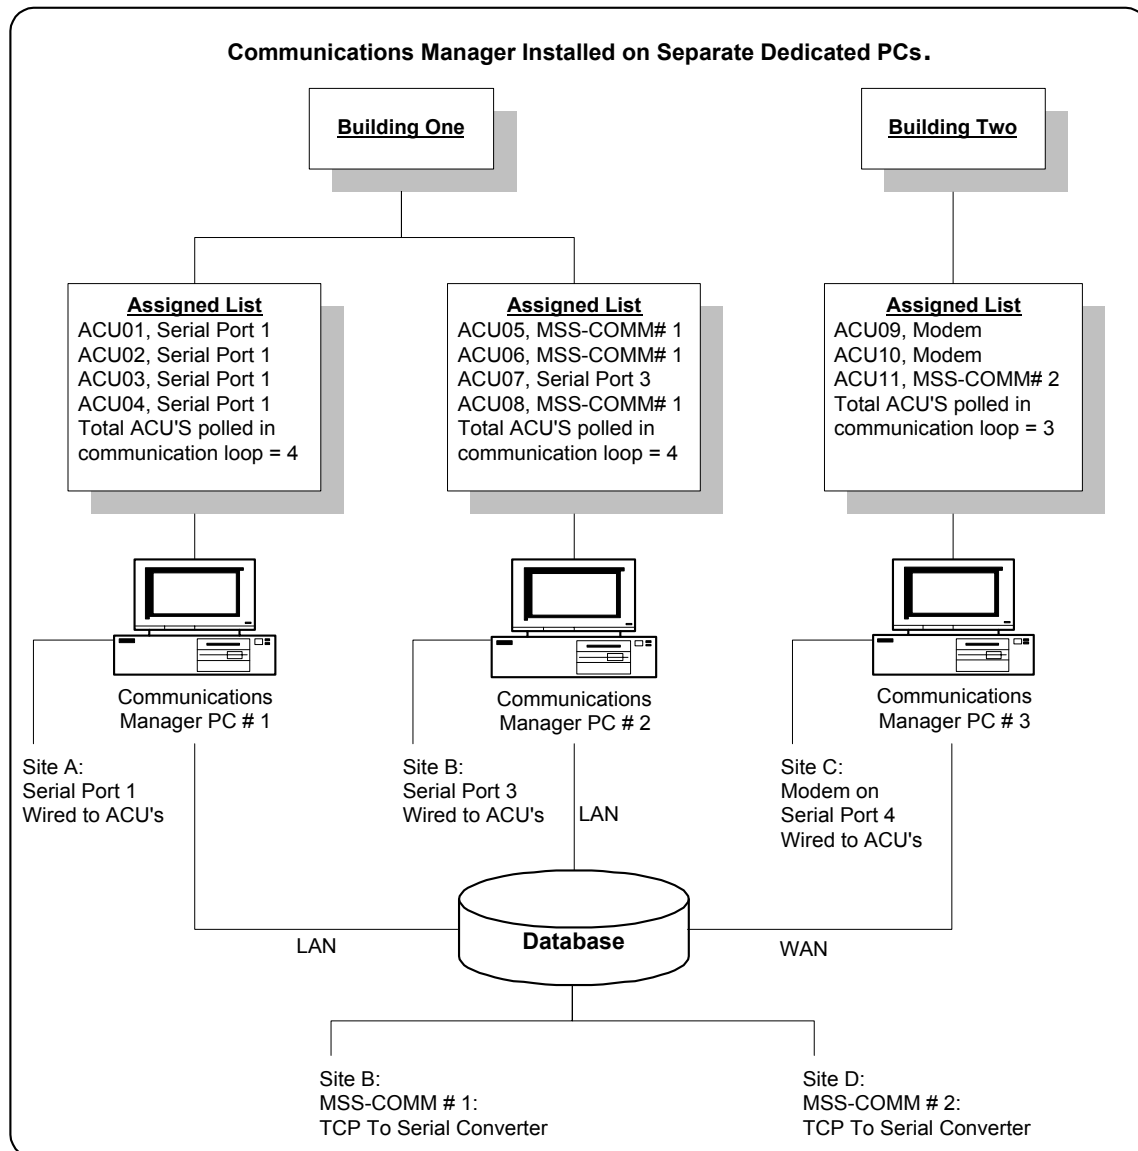 Communications Manager Installed on Separate Dedicated PCs.
Building One
Building Two
Assigned List
ACU01, Serial Port 1
ACU02, Serial Port 1
ACU03, Serial Port 1
ACU04, Serial Port 1
Total ACU'S polled in
communication loop = 4
Assigned List
ACU05, MSS-COMM# 1
ACU06, MSS-COMM# 1
ACU07, Serial Port 3
ACU08, MSS-COMM# 1
Total ACU'S polled in
communication loop = 4
Assigned List
ACU09, Modem
ACU10, Modem
ACU11, MSS-COMM# 2
Total ACU'S polled in
communication loop = 3
Communications
Manager PC # 1
Communications
Manager PC # 2
Communications
Manager PC # 3
Site A:
Serial Port 1
Wired to ACU's
Site B:
Serial Port 3
Wired to ACU's
LAN
Site C:
Modem on
Serial Port 4
Wired to ACU's
LAN
Database
WAN
Site B:
MSS-COMM # 1:
TCP To Serial Converter
Site D:
MSS-COMM # 2:
TCP To Serial Converter